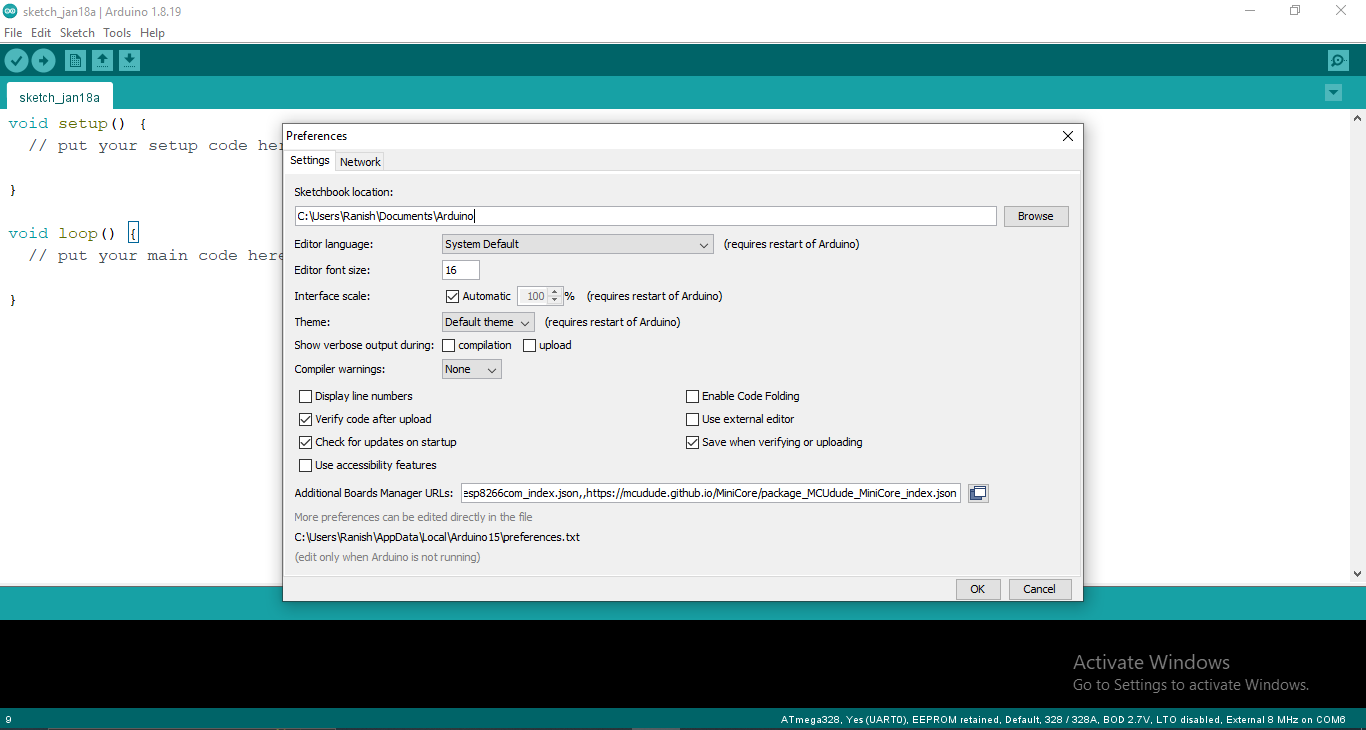 sketch_jan18a | Arduino 1.8.19
File Edit Sketch Tools Help
sketch_jan18a
void setup() {
// put your setup code her
}
void loop() {
// put your main code here
}
Preferences
Settings Network
Sketchbook location:
C:\Users\Ranish\Documents\Arduino
Browse
Editor language: System Default (requires restart of Arduino)
Editor font size: 16
Interface scale: Automatic 100 % (requires restart of Arduino)
Theme: Default theme (requires restart of Arduino)
Show verbose output during: compilation upload
Compiler warnings: None
Display line numbers Enable Code Folding
Verify code after upload Use external editor
Check for updates on startup Save when verifying or uploading
Use accessibility features
Additional Boards Manager URLs: esp8266com_index.json,,https://mcudude.github.io/MiniCore/package_MCUdude_MiniCore_index.json
More preferences can be edited directly in the file
C:\Users\Ranish\AppData\Local\Arduino15\preferences.txt
(edit only when Arduino is not running)
OK Cancel
Activate Windows
Go to Settings to activate Windows.
9 ATmega328, Yes (UART0), EEPROM retained, Default, 328 / 328A, BOD 2.7V, LTO disabled, External 8 MHz on COM6